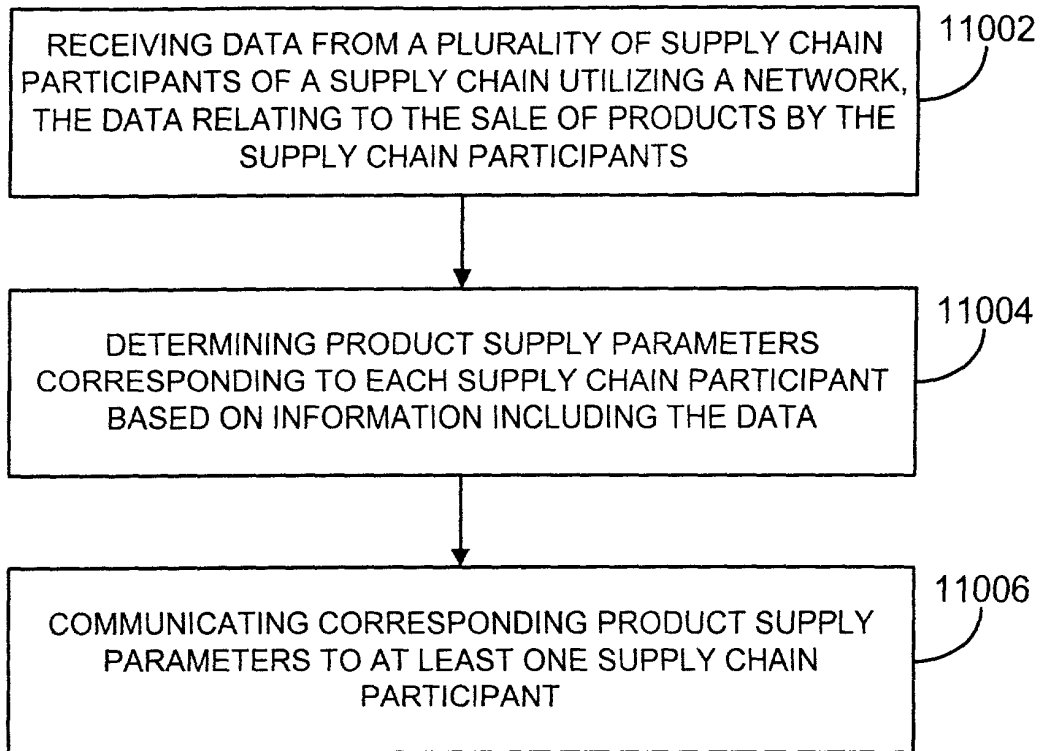 RECEIVING DATA FROM A PLURALITY OF SUPPLY CHAIN
PARTICIPANTS OF A SUPPLY CHAIN UTILIZING A NETWORK,
THE DATA RELATING TO THE SALE OF PRODUCTS BY THE
SUPPLY CHAIN PARTICIPANTS
11002
DETERMINING PRODUCT SUPPLY PARAMETERS
CORRESPONDING TO EACH SUPPLY CHAIN PARTICIPANT
BASED ON INFORMATION INCLUDING THE DATA
11004
COMMUNICATING CORRESPONDING PRODUCT SUPPLY
PARAMETERS TO AT LEAST ONE SUPPLY CHAIN
PARTICIPANT
11006